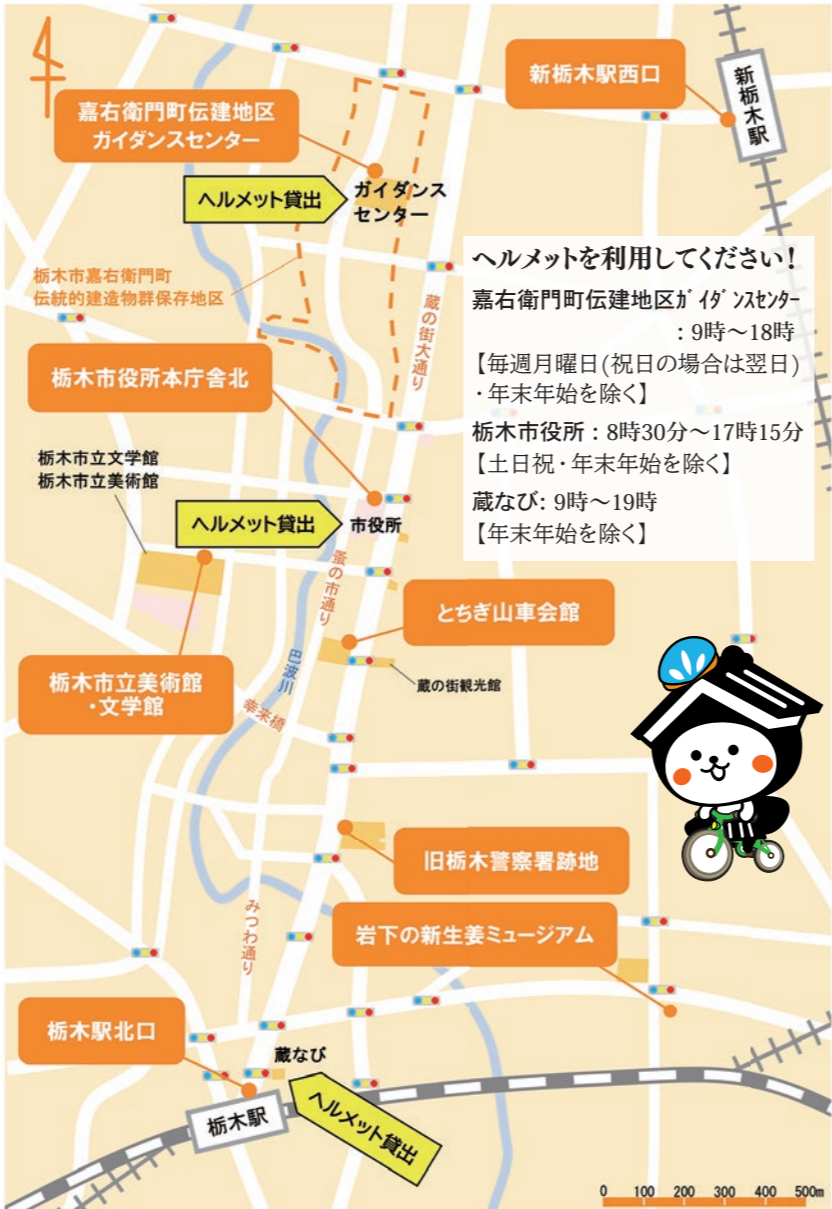 新栃木駅西口
新栃木駅
嘉右衛門町伝建地区
ガイダンスセンター
ヘルメット貸出
ガイダンス
センター
栃木市嘉右衛門町
伝統的建造物群保存地区
蔵の街大通り
ヘルメットを利用してください!
嘉右衛門町伝建地区ガイダンスセンター
:9時～18時
【毎週月曜日(祝日の場合は翌日)
・年末年始を除く】
栃木市役所:8時30分～17時15分
【土日祝・年末年始を除く】
蔵なび:9時～19時
【年末年始を除く】
栃木市役所本庁舎北
栃木市立文学館
栃木市立美術館
ヘルメット貸出
市役所
蚤の市通り
とちぎ山車会館
蔵の街観光館
栃木市立美術館
・文学館
巴波川
幸来橋
旧栃木警察署跡地
みつわ通り
岩下の新生姜ミュージアム
栃木駅北口
蔵なび
ヘルメット貸出
栃木駅
0 100 200 300 400 500m